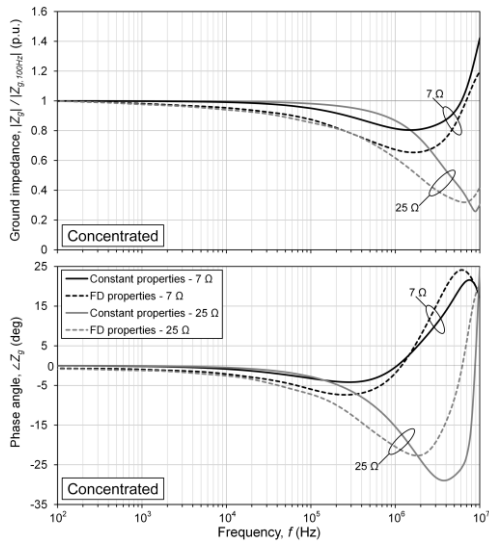 Ground impedance, |Zg| / |Zg,100Hz| (p.u.)
1.6
1.4
1.2
1
0.8
0.6
0.4
0.2
0
7 Ω
25 Ω
Concentrated
Phase angle, ∠Zg (deg)
25
15
5
-5
-15
-25
-35
Constant properties - 7 Ω
FD properties - 7 Ω
Constant properties - 25 Ω
FD properties - 25 Ω
7 Ω
25 Ω
Concentrated
10² 10³ 10⁴ 10⁵ 10⁶ 10⁷
Frequency, f (Hz)